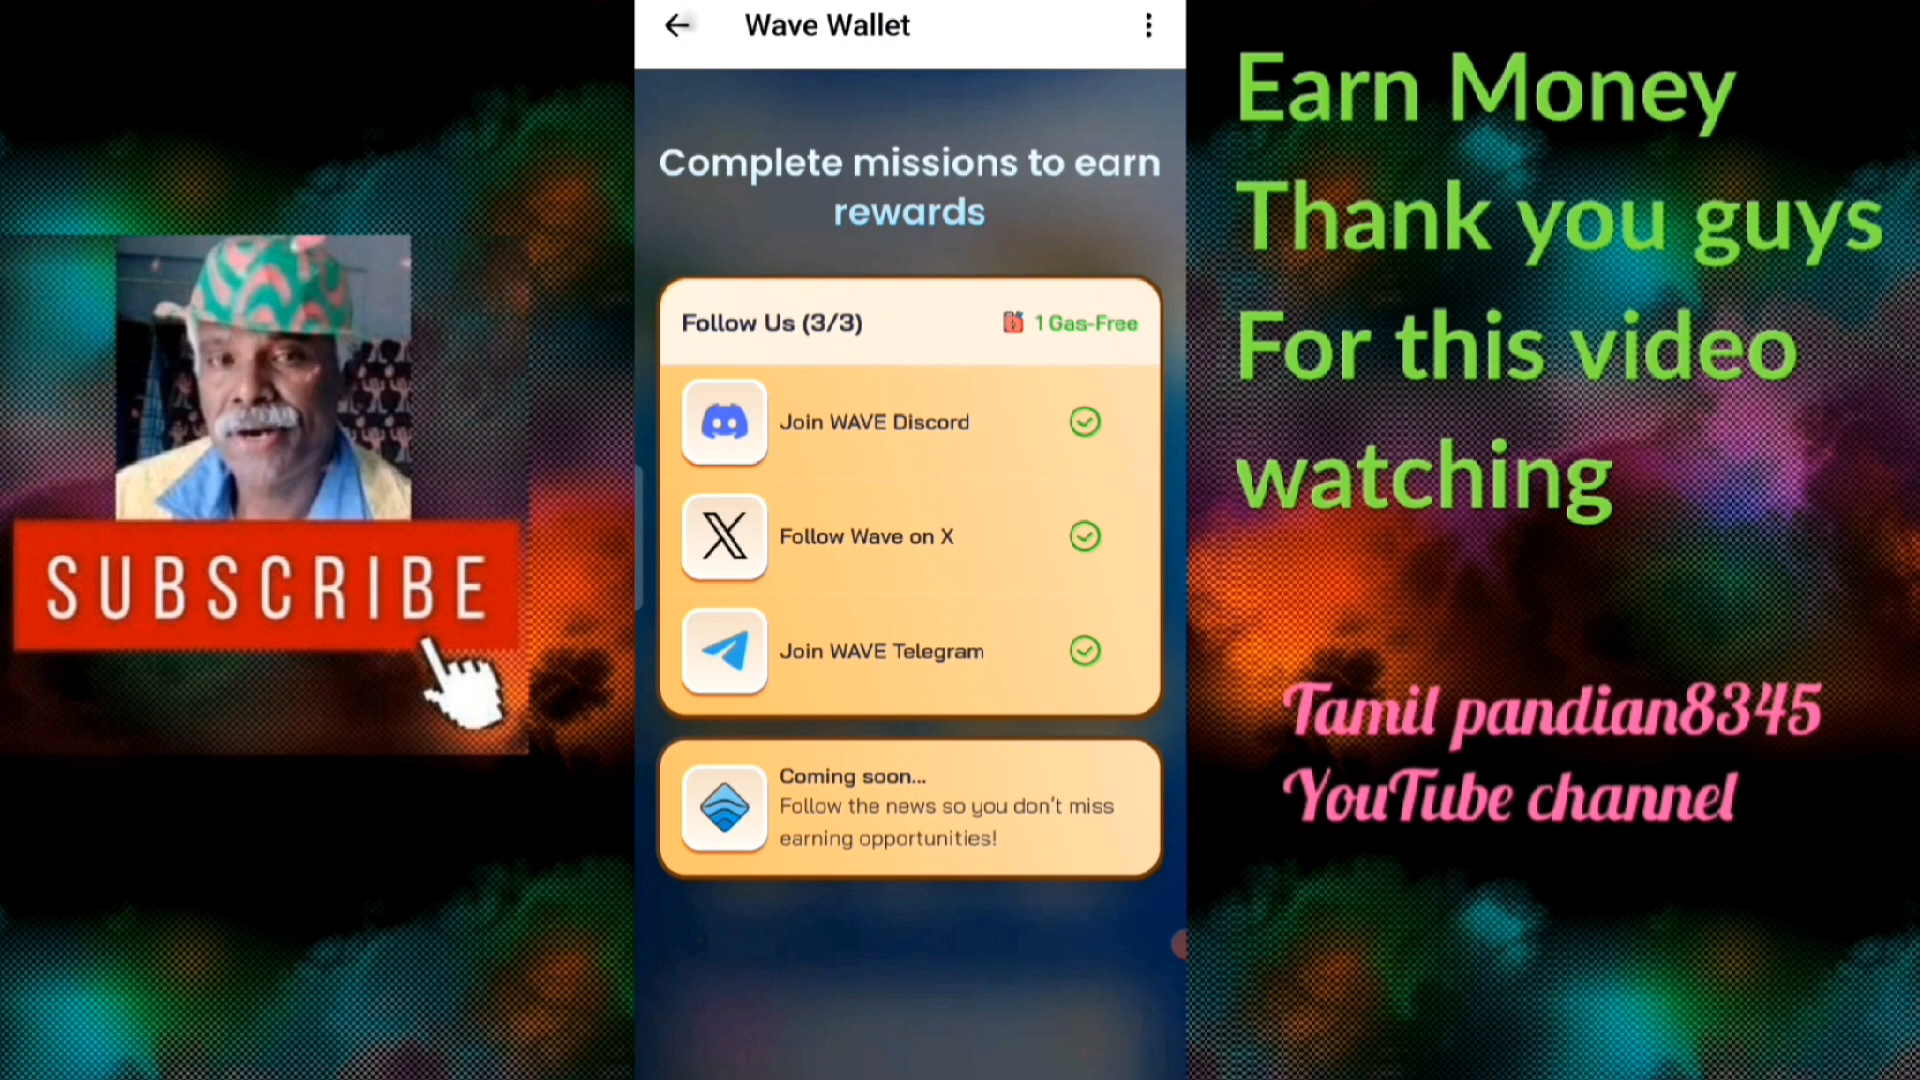 Wave Wallet
Complete missions to earn
rewards
Follow Us (3/3)
1 Gas-Free
Join WAVE Discord
Follow Wave on X
Join WAVE Telegram
Coming soon...
Follow the news so you don't miss
earning opportunities!
SUBSCRIBE
Earn Money
Thank you guys
For this video
watching
Tamil pandian8345
YouTube channel